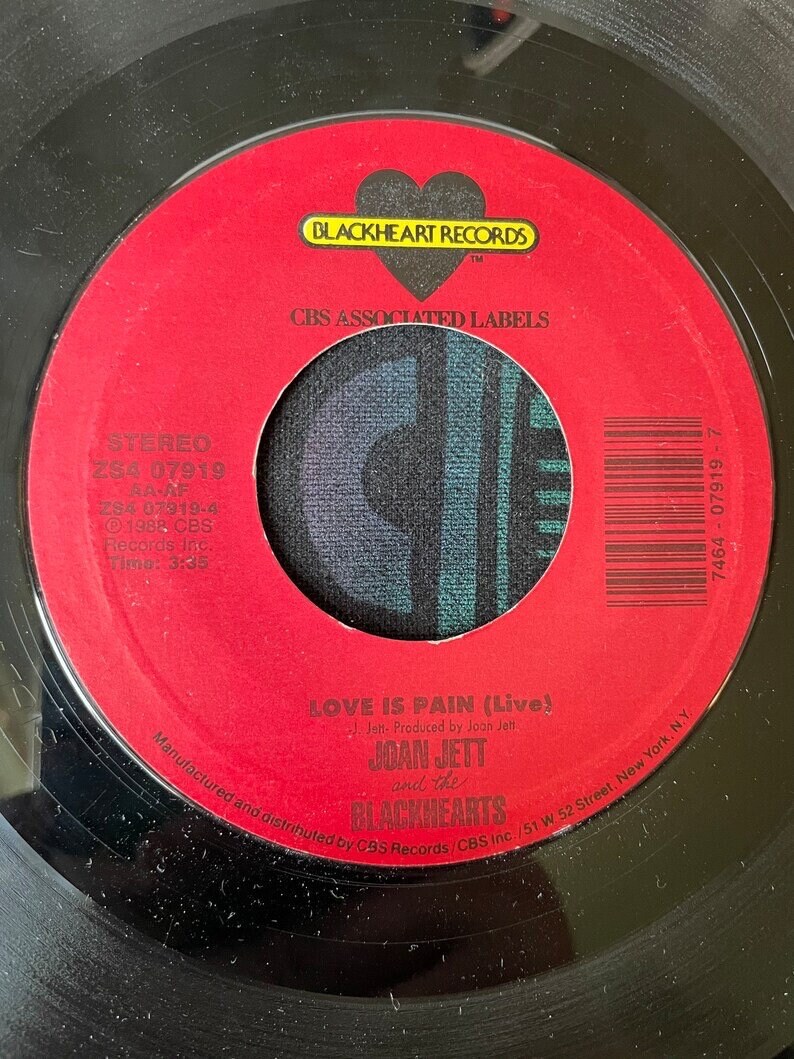 BLACKHEART RECORDS
TM
CBS ASSOCIATED LABELS
STEREO
ZS4 07919
AA-AF
ZS4 07919-4
Ⓟ 1988 CBS
Records Inc.
Time: 3:35
7464 - 07919 - 7
LOVE IS PAIN (Live)
-J. Jett- Produced by Joan Jett
JOAN JETT
and the
BLACKHEARTS
Manufactured and distributed by CBS Records/CBS Inc./51 W 52 Street, New York, N.Y.